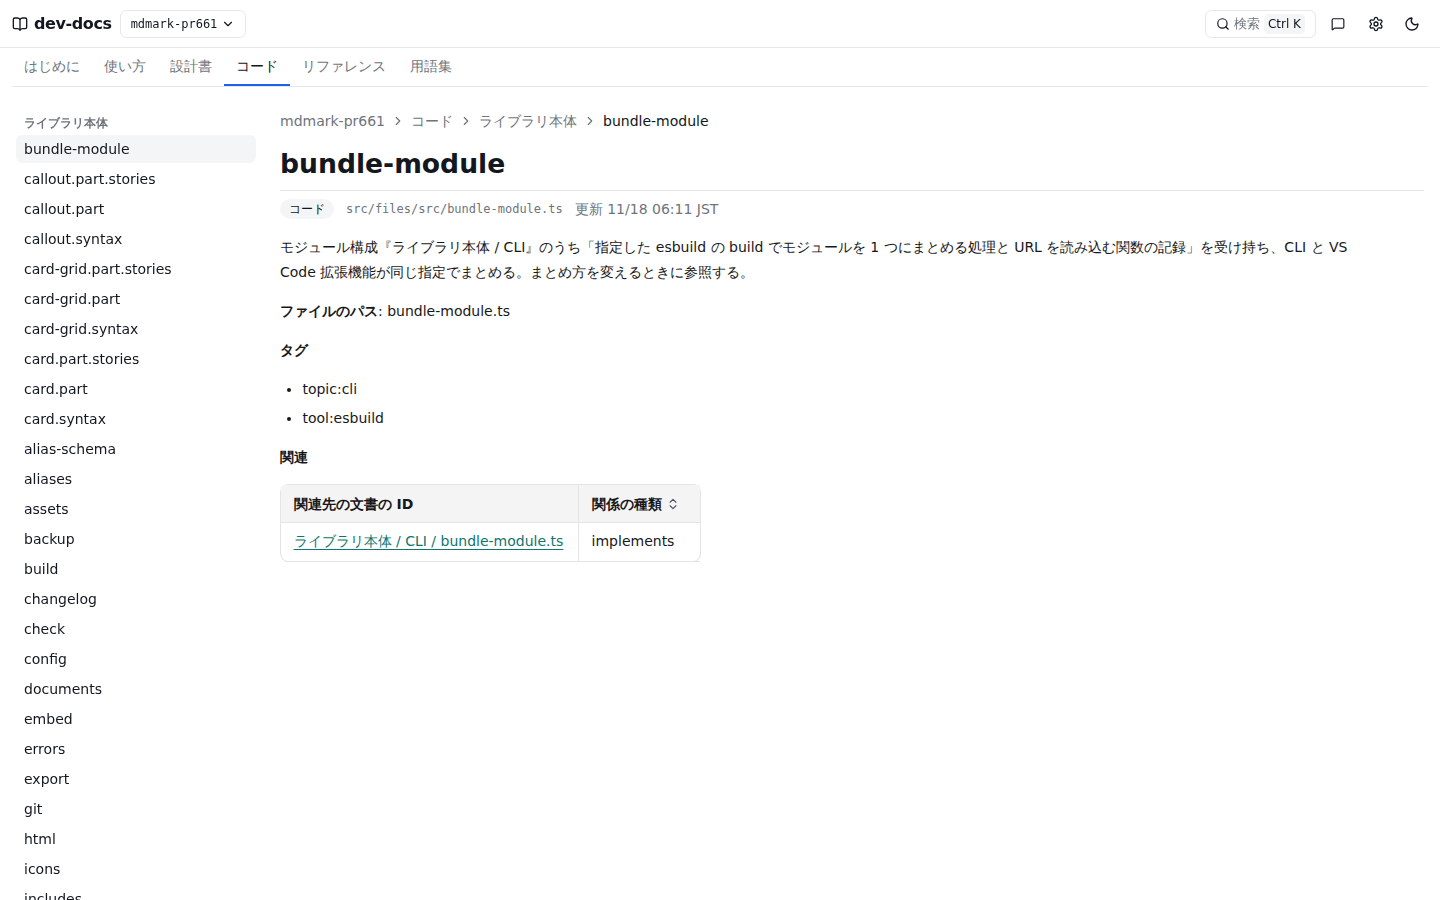 dev-docs
mdmark-pr661
検索 Ctrl K
はじめに 使い方 設計書 コード リファレンス 用語集
ライブラリ本体
bundle-module
callout.part.stories
callout.part
callout.syntax
card-grid.part.stories
card-grid.part
card-grid.syntax
card.part.stories
card.part
card.syntax
alias-schema
aliases
assets
backup
build
changelog
check
config
documents
embed
errors
export
git
html
icons
includes
mdmark-pr661 > コード > ライブラリ本体 > bundle-module
bundle-module
コード src/files/src/bundle-module.ts 更新 11/18 06:11 JST
モジュール構成『ライブラリ本体 / CLI』のうち「指定した esbuild の build でモジュールを 1 つにまとめる処理と URL を読み込む関数の記録」を受け持ち、CLI と VS
Code 拡張機能が同じ指定でまとめる。まとめ方を変えるときに参照する。
ファイルのパス: bundle-module.ts
タグ
• topic:cli
• tool:esbuild
関連
関連先の文書の ID 関係の種類
ライブラリ本体 / CLI / bundle-module.ts implements